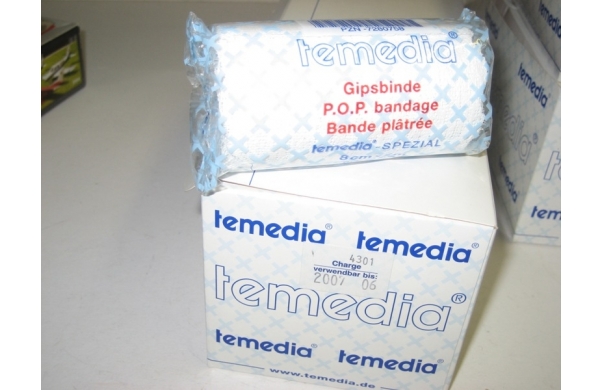 temedia®
Gipsbinde
P.O.P. bandage
Bande plâtrée
temedia®-SPEZIAL
temedia® temedia®
4301
Charge
verwendbar bis:
2007 06
temedia®
temedia® temedia®
www.temedia.de